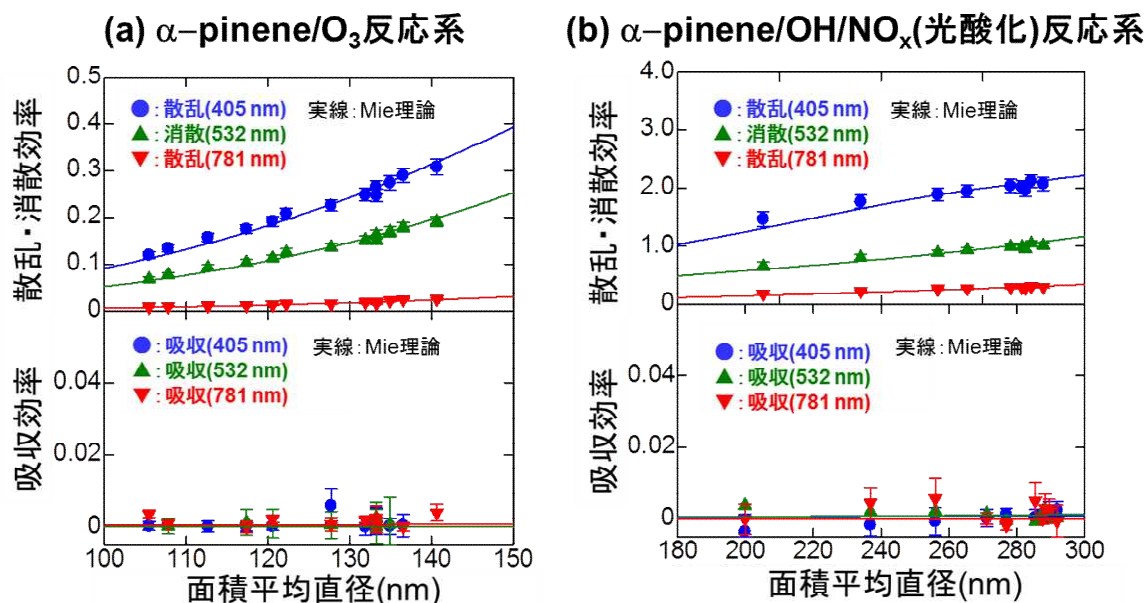 (a) α−pinene/O₃反応系
0.5
0.4
0.3
0.2
0.1
0
散乱・消散効率
●：散乱(405 nm) 実線：Mie理論
▲：消散(532 nm)
▼：散乱(781 nm)
0.04
0.02
0
吸収効率
●：吸収(405 nm) 実線：Mie理論
▲：吸収(532 nm)
▼：吸収(781 nm)
100 110 120 130 140 150
面積平均直径(nm)
(b) α−pinene/OH/NOₓ(光酸化)反応系
4.0
3.0
2.0
1.0
0
散乱・消散効率
●：散乱(405 nm) 実線：Mie理論
▲：消散(532 nm)
▼：散乱(781 nm)
0.04
0.02
0
吸収効率
●：吸収(405 nm) 実線：Mie理論
▲：吸収(532 nm)
▼：吸収(781 nm)
180 200 220 240 260 280 300
面積平均直径(nm)